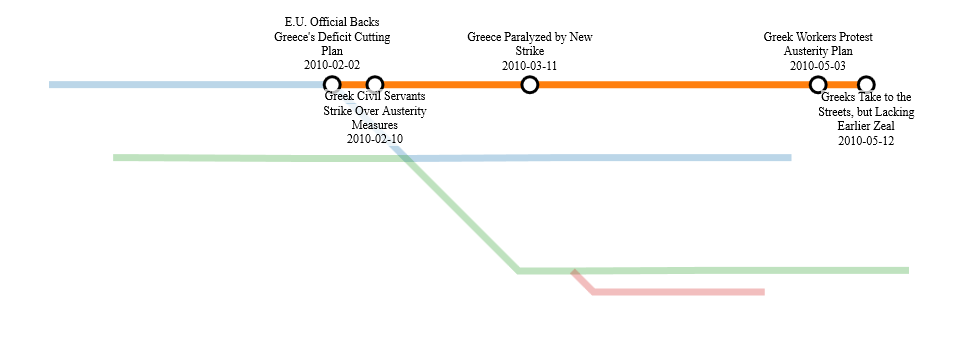 E.U. Official Backs
Greece's Deficit Cutting
Plan
2010-02-02
Greek Civil Servants
Strike Over Austerity
Measures
2010-02-10
Greece Paralyzed by New
Strike
2010-03-11
Greek Workers Protest
Austerity Plan
2010-05-03
Greeks Take to the
Streets, but Lacking
Earlier Zeal
2010-05-12